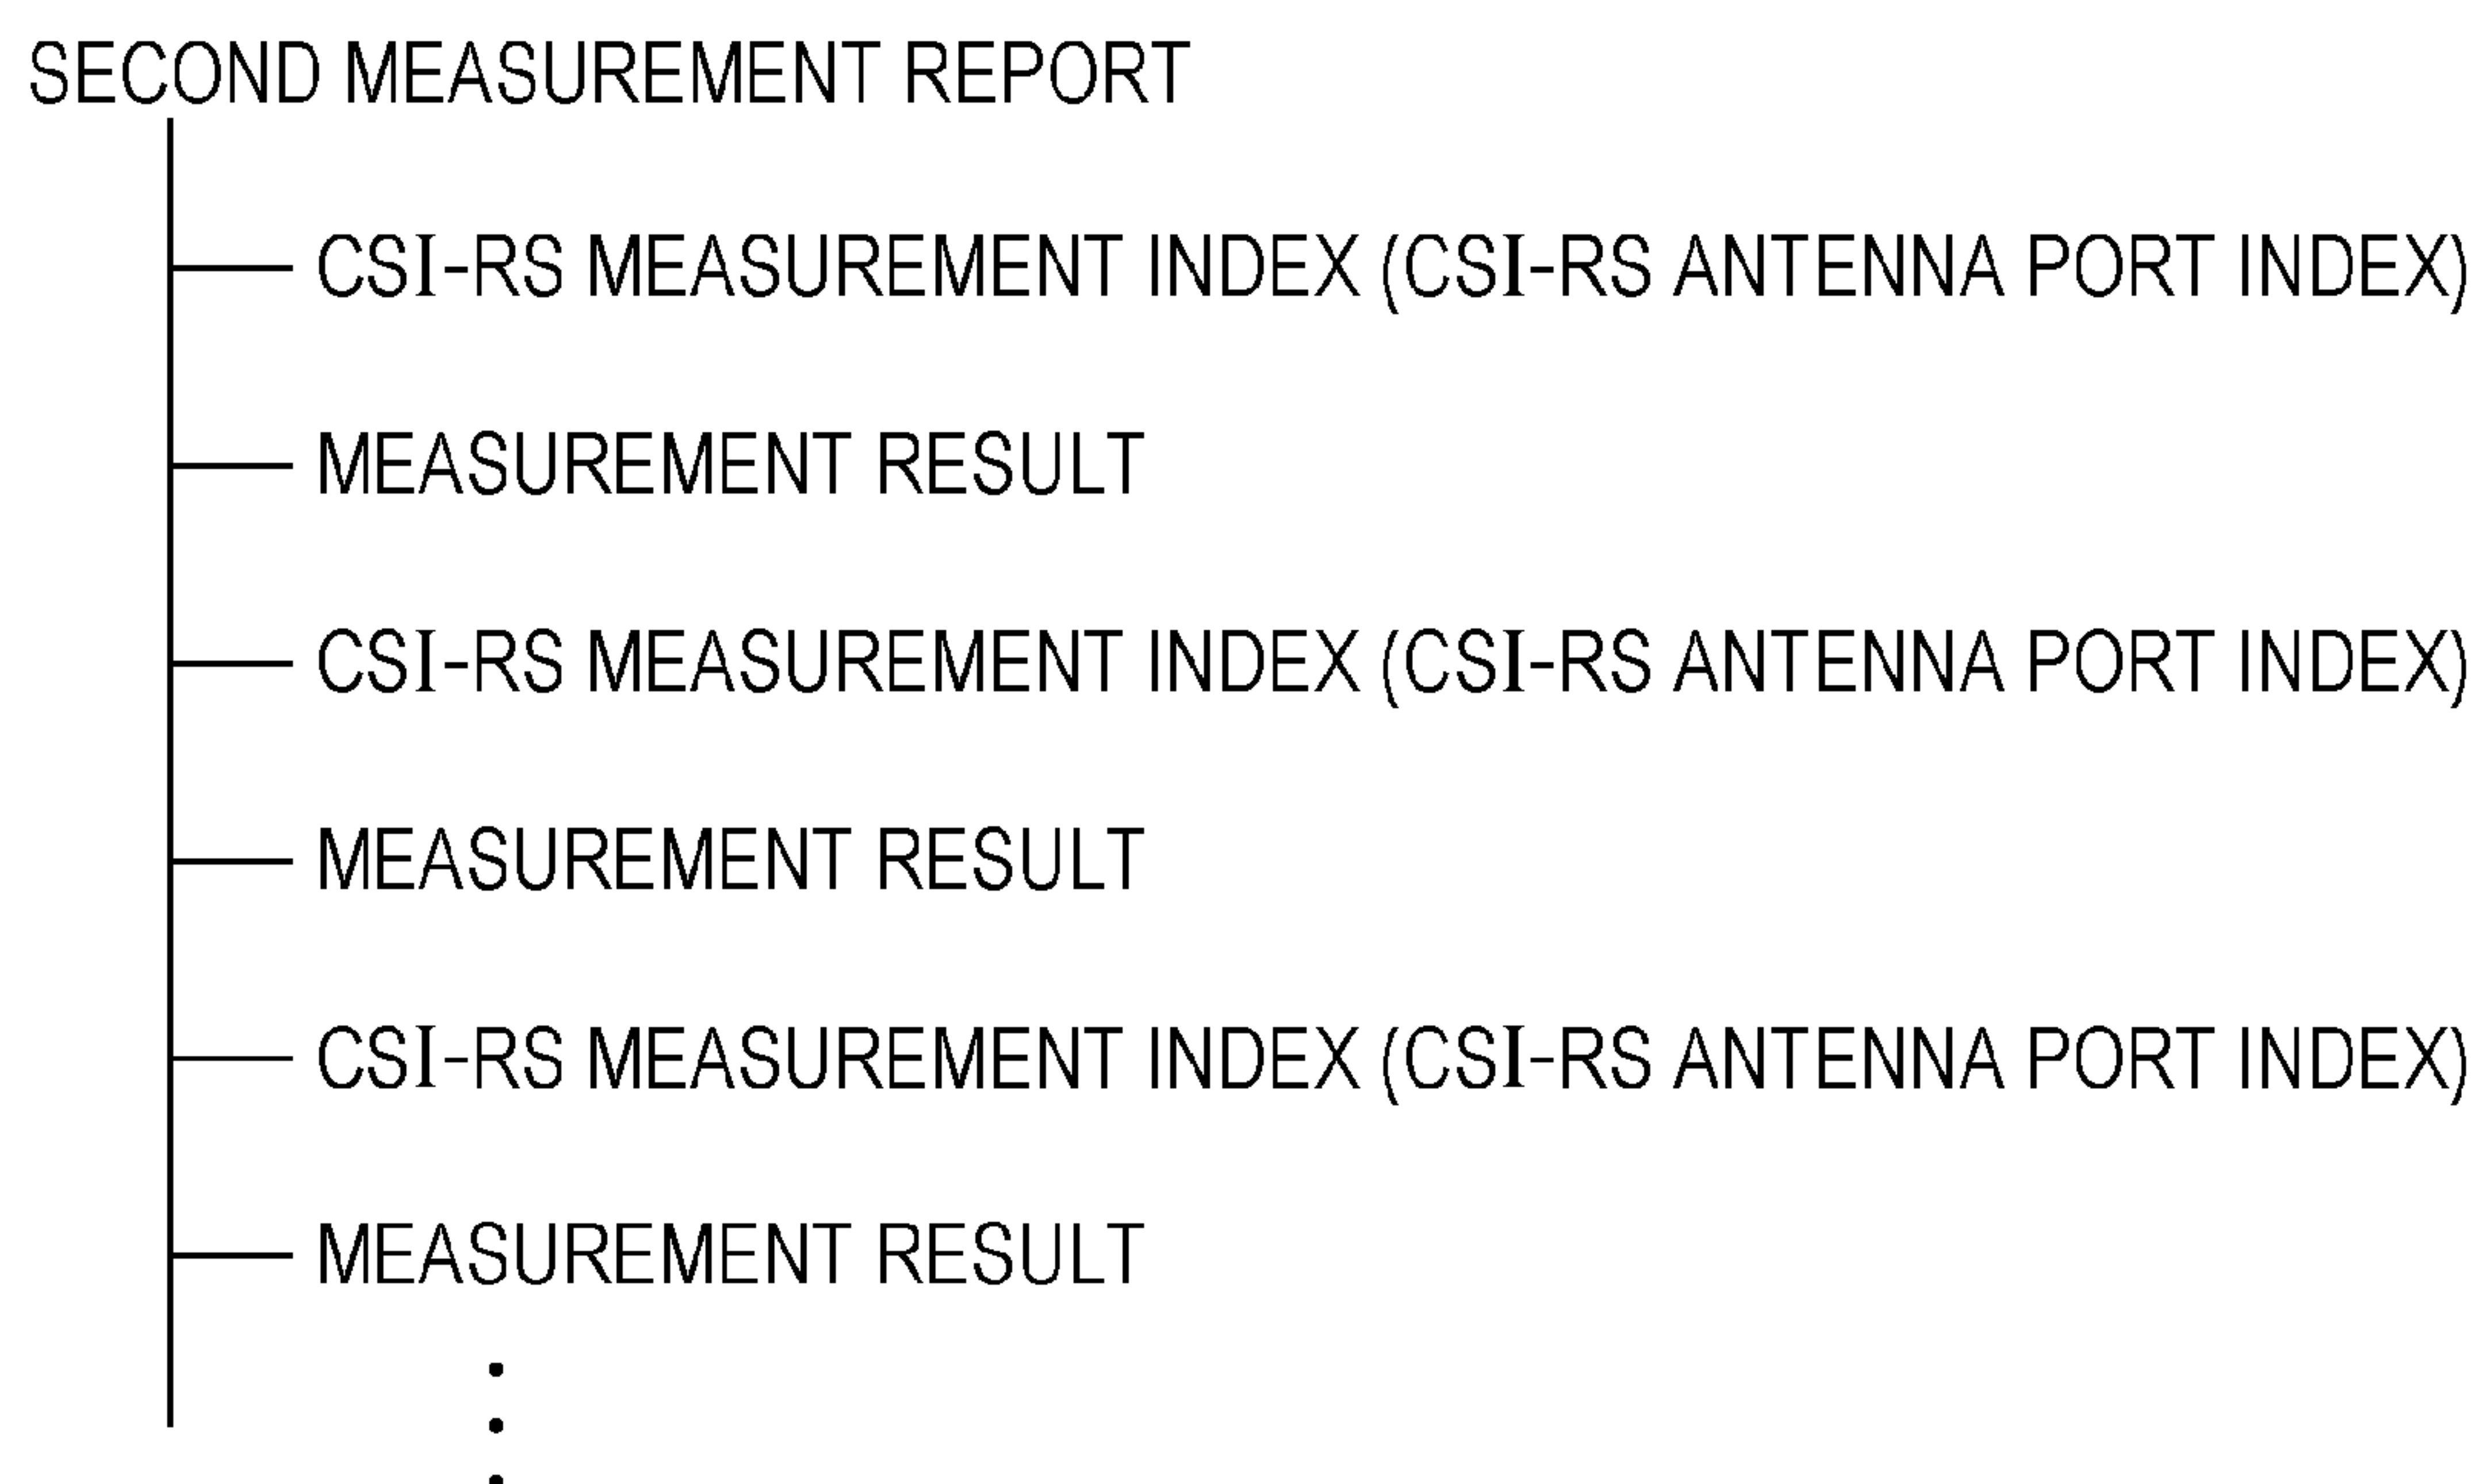 SECOND MEASUREMENT REPORT
CSI-RS MEASUREMENT INDEX (CSI-RS ANTENNA PORT INDEX)
MEASUREMENT RESULT
CSI-RS MEASUREMENT INDEX (CSI-RS ANTENNA PORT INDEX)
MEASUREMENT RESULT
CSI-RS MEASUREMENT INDEX (CSI-RS ANTENNA PORT INDEX)
MEASUREMENT RESULT